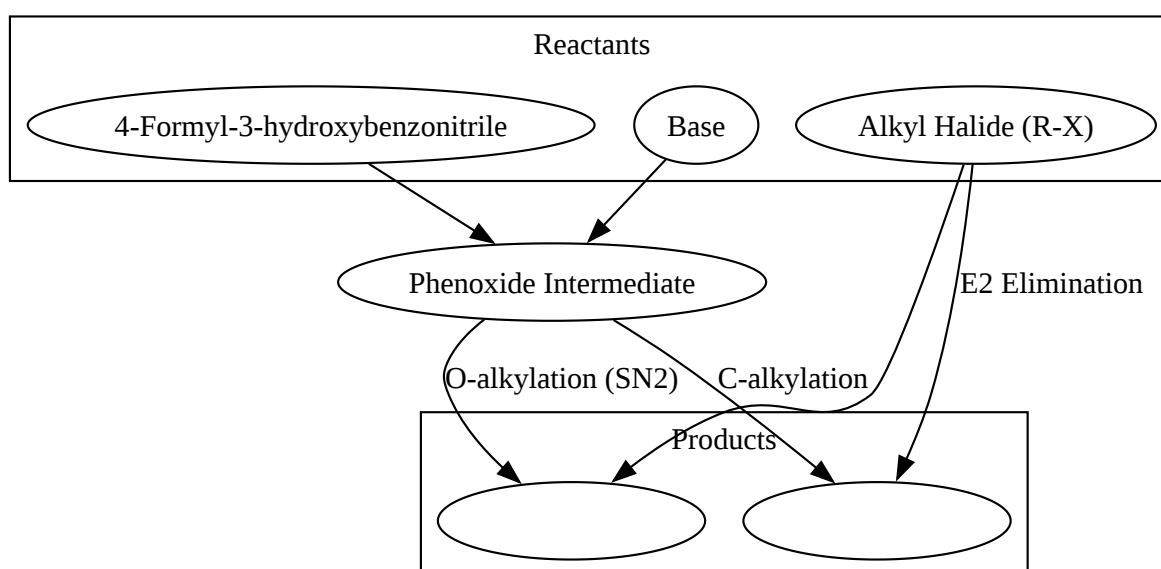 Reactants
4-Formyl-3-hydroxybenzonitrile
Base
Alkyl Halide (R-X)
Phenoxide Intermediate
E2 Elimination
O-alkylation (SN2)
C-alkylation
Products